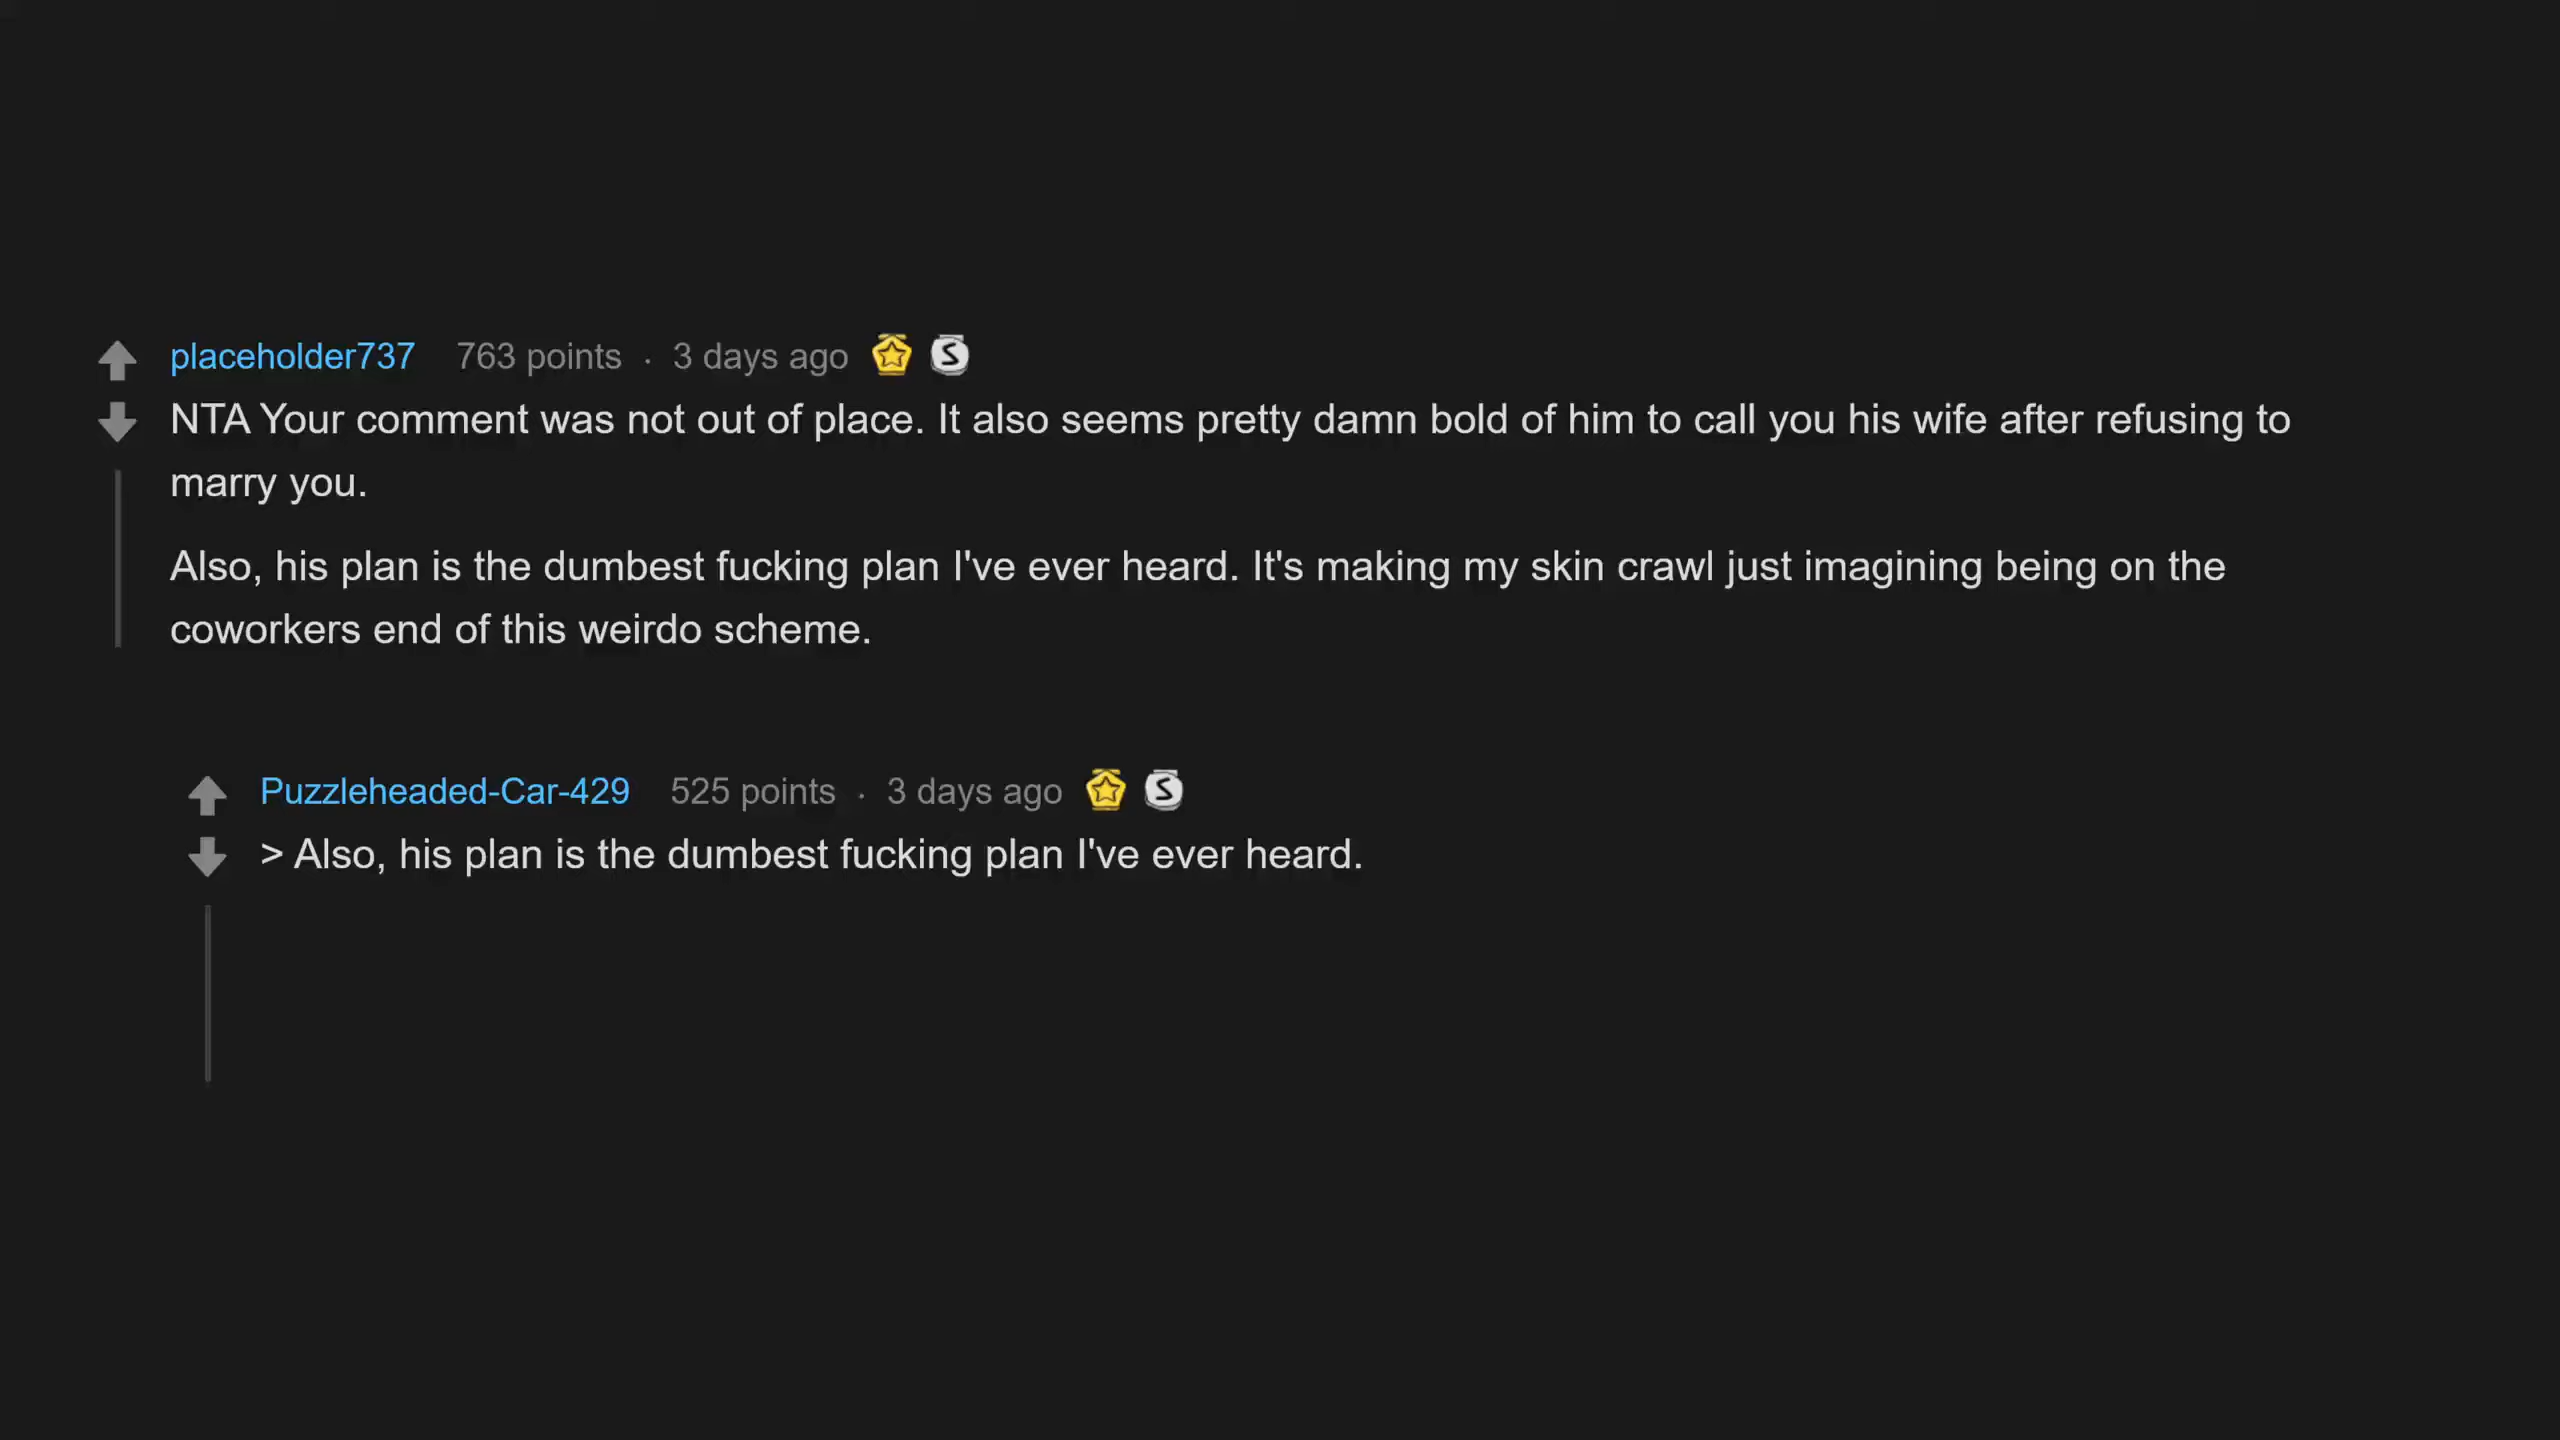 placeholder737 763 points · 3 days ago
NTA Your comment was not out of place. It also seems pretty damn bold of him to call you his wife after refusing to
marry you.
Also, his plan is the dumbest fucking plan I've ever heard. It's making my skin crawl just imagining being on the
coworkers end of this weirdo scheme.
Puzzleheaded-Car-429 525 points · 3 days ago
> Also, his plan is the dumbest fucking plan I've ever heard.